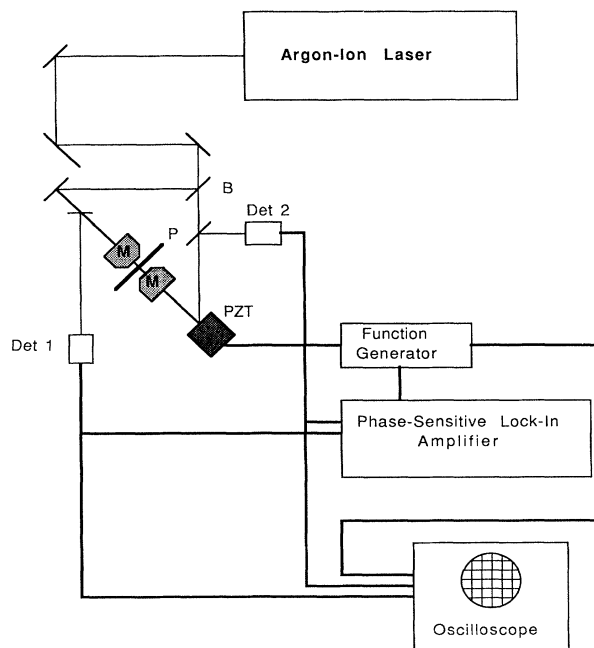 Argon-Ion Laser
B
Det 2
P
M
M
PZT
Det 1
Function
Generator
Phase-Sensitive Lock-In
Amplifier
Oscilloscope